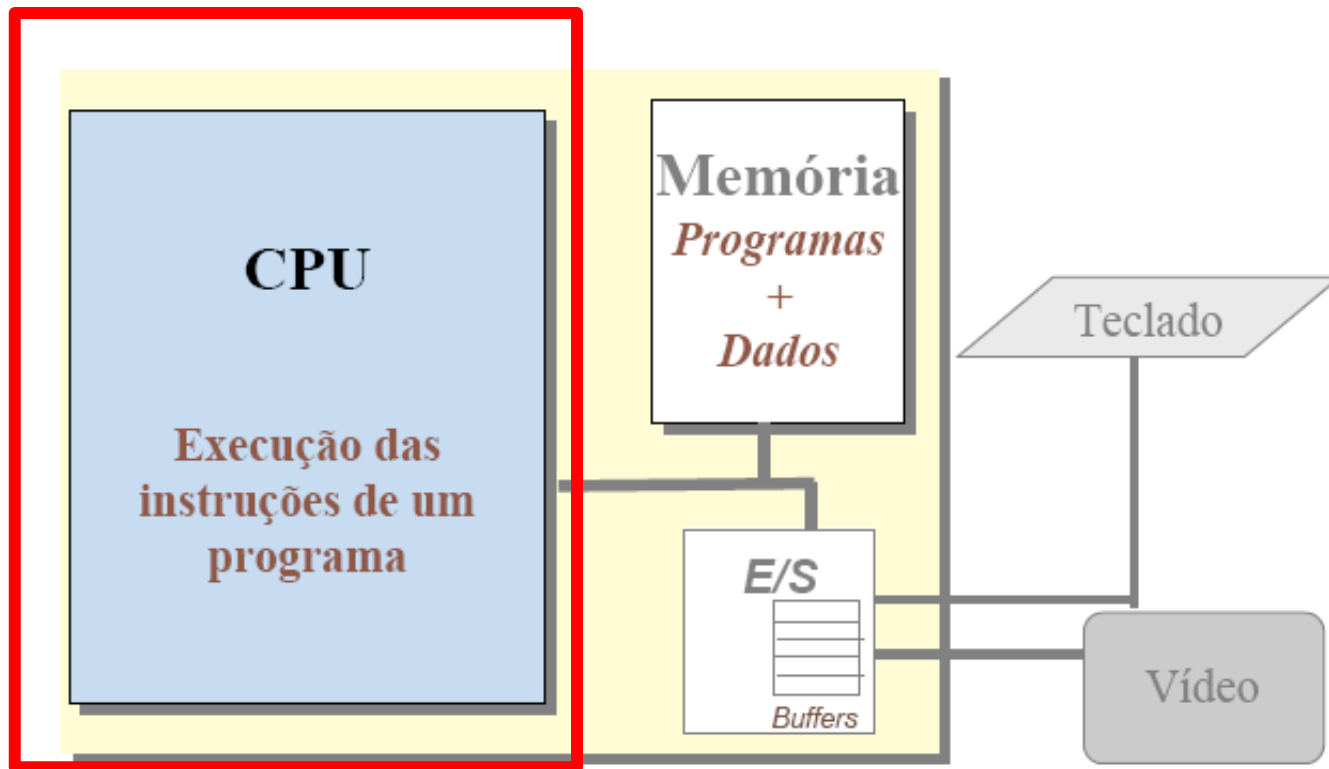 CPU
Execução das
instruções de um
programa
Memória
Programas
+
Dados
E/S
Buffers
Teclado
Vídeo